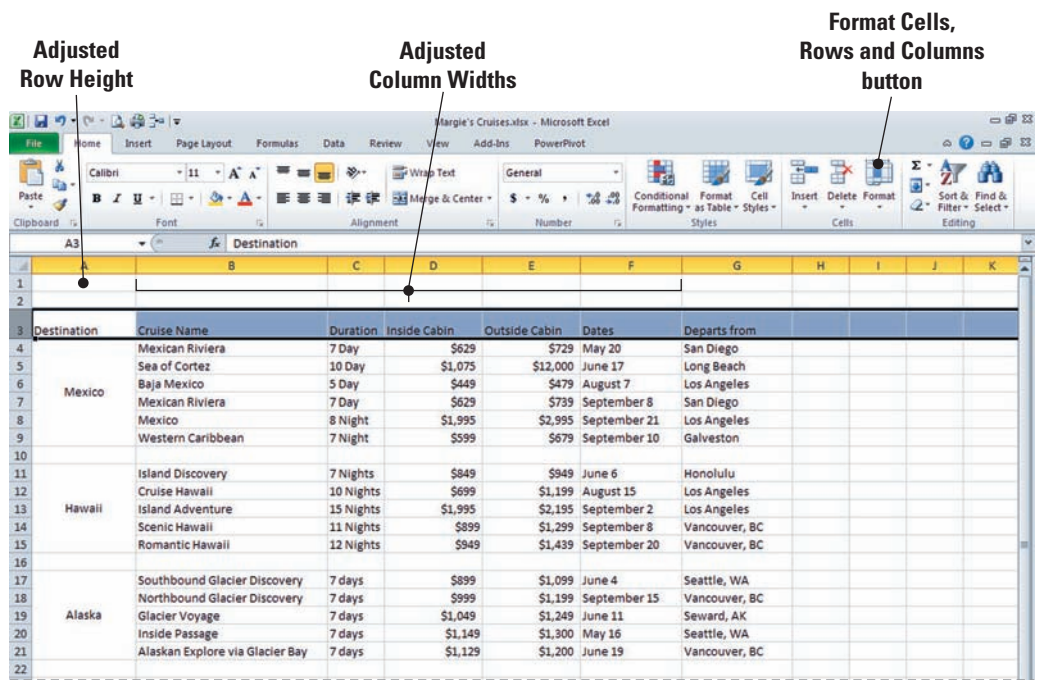 Adjusted
Row Height
Adjusted
Column Widths
Format Cells,
Rows and Columns
button
Margie's Cruises.xlsx - Microsoft Excel
File Home Insert Page Layout Formulas Data Review View Add-Ins PowerPivot
Paste
Calibri 11 A A
B I U A
Wrap Text
Merge & Center
General
$ % , .00 .00
Conditional Formatting
Format as Table
Cell Styles
Insert Delete Format
Σ
Sort & Filter
Find & Select
Clipboard Font Alignment Number Styles Cells Editing
A3 fx Destination
A B C D E F G H I J K
1
2
3 Destination Cruise Name Duration Inside Cabin Outside Cabin Dates Departs from
4 Mexican Riviera 7 Day $629 $729 May 20 San Diego
5 Sea of Cortez 10 Day $1,075 $12,000 June 17 Long Beach
6 Baja Mexico 5 Day $449 $479 August 7 Los Angeles
Mexico
7 Mexican Riviera 7 Day $629 $739 September 8 San Diego
8 Mexico 8 Night $1,995 $2,995 September 21 Los Angeles
9 Western Caribbean 7 Night $599 $679 September 10 Galveston
10
11 Island Discovery 7 Nights $849 $949 June 6 Honolulu
12 Cruise Hawaii 10 Nights $699 $1,199 August 15 Los Angeles
13 Hawaii Island Adventure 15 Nights $1,995 $2,195 September 2 Los Angeles
14 Scenic Hawaii 11 Nights $899 $1,299 September 8 Vancouver, BC
15 Romantic Hawaii 12 Nights $949 $1,439 September 20 Vancouver, BC
16
17 Southbound Glacier Discovery 7 days $899 $1,099 June 4 Seattle, WA
18 Northbound Glacier Discovery 7 days $999 $1,199 September 15 Vancouver, BC
19 Alaska Glacier Voyage 7 days $1,049 $1,249 June 11 Seward, AK
20 Inside Passage 7 days $1,149 $1,300 May 16 Seattle, WA
21 Alaskan Explore via Glacier Bay 7 days $1,129 $1,200 June 19 Vancouver, BC
22